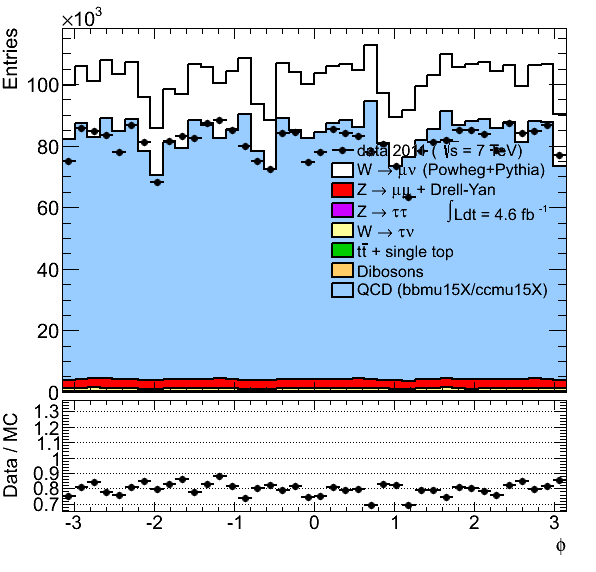 ×10³
Entries
100
80
60
40
20
0
data 2011 (√s = 7 TeV)
W → μν (Powheg+Pythia)
Z → μμ + Drell-Yan
Z → ττ
∫Ldt = 4.6 fb⁻¹
W → τν
tt̄ + single top
Dibosons
QCD (bbmu15X/ccmu15X)
Data / MC
1.3
1.2
1.1
1
0.9
0.8
0.7
-3 -2 -1 0 1 2 3
ϕ